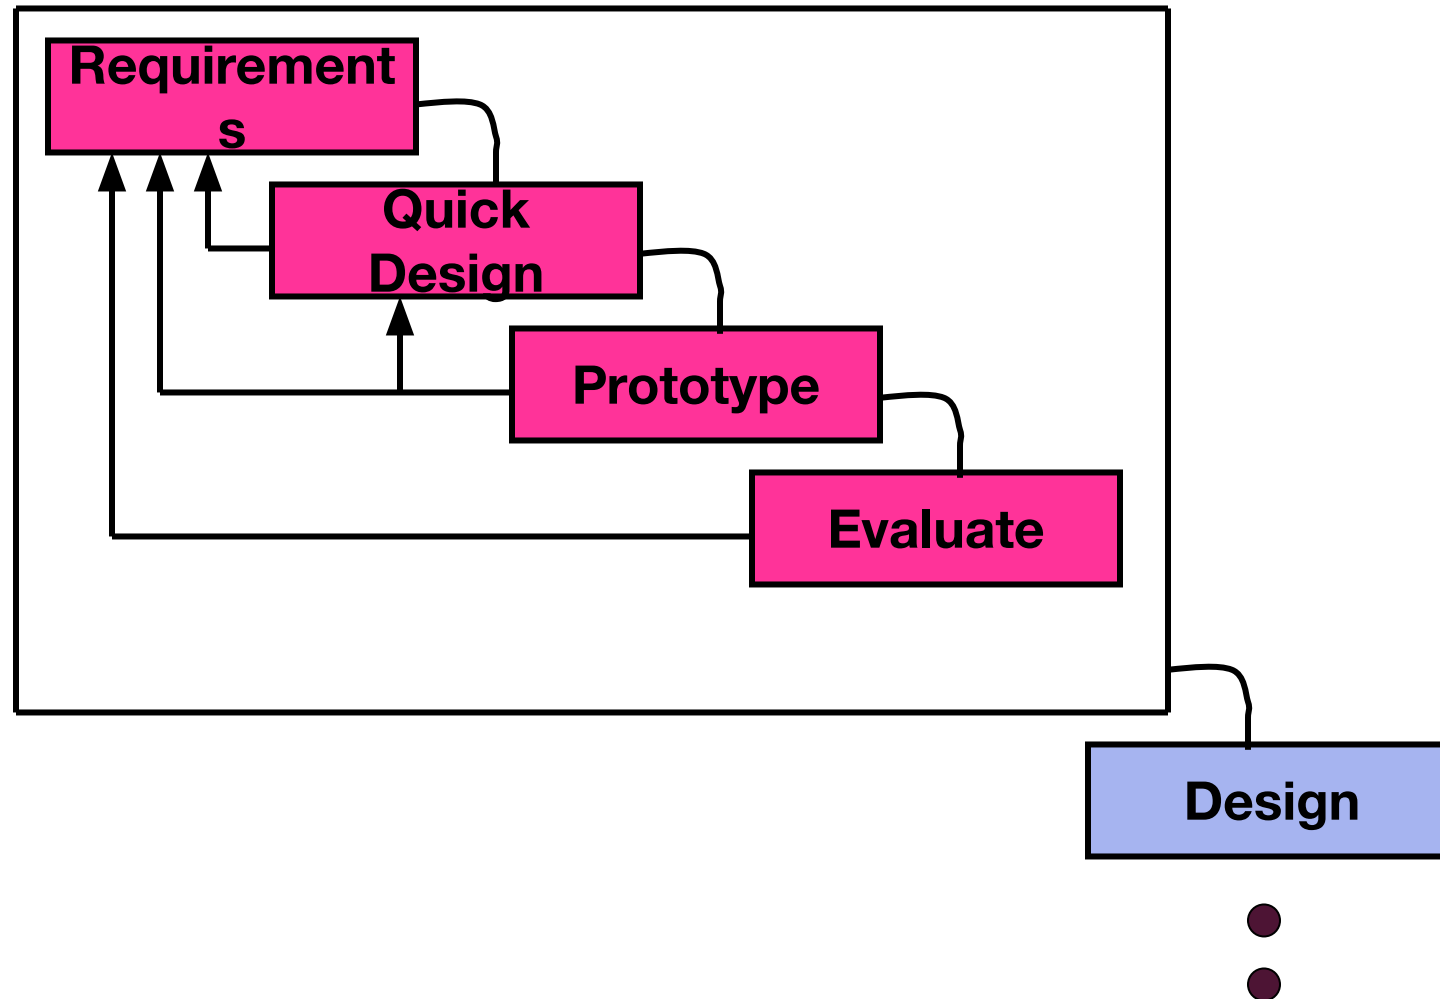 Requirement
s
Quick
Design
Prototype
Evaluate
Design